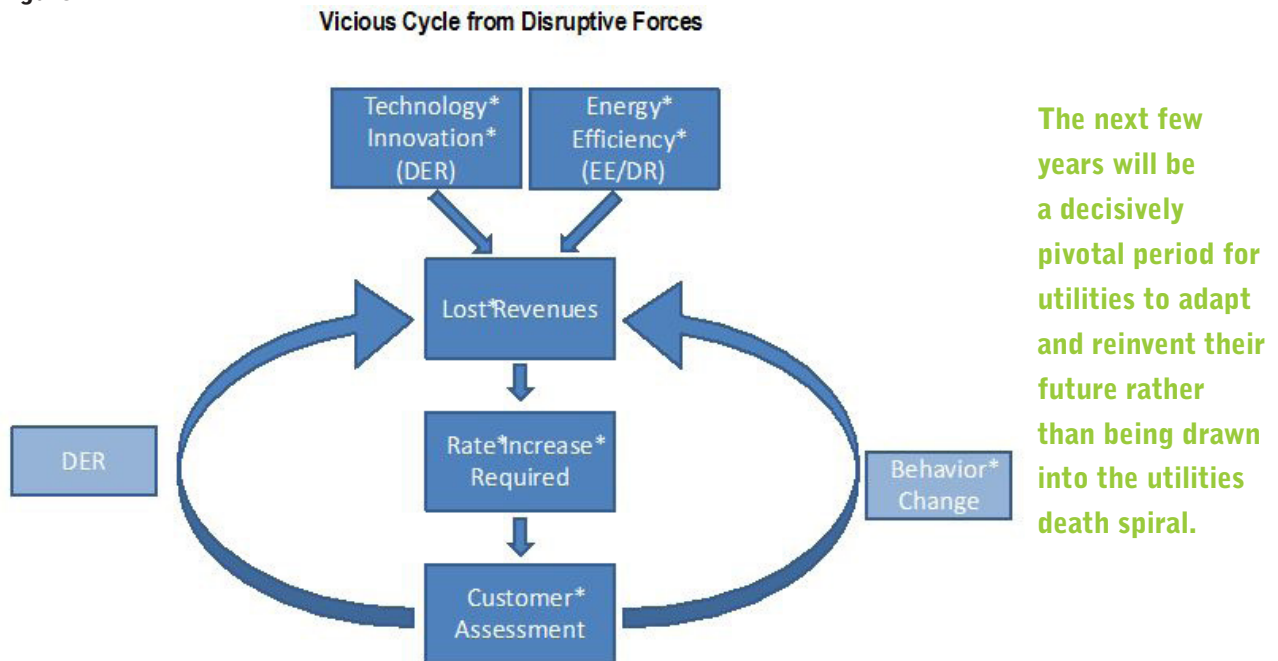 Vicious Cycle from Disruptive Forces
Technology*
Innovation*
(DER)
Energy*
Efficiency*
(EE/DR)
Lost*Revenues
Rate*Increase*
Required
Customer*
Assessment
DER
Behavior*
Change
The next few
years will be
a decisively
pivotal period for
utilities to adapt
and reinvent their
future rather
than being drawn
into the utilities
death spiral.